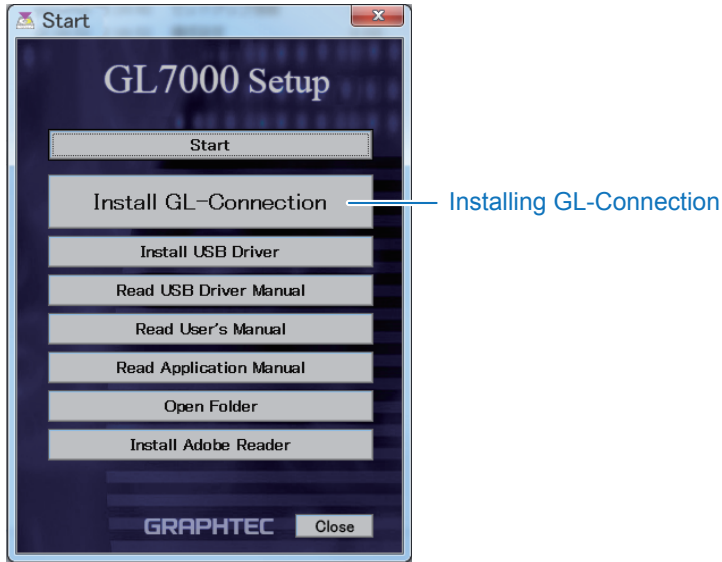 Start
GL7000 Setup
Start
Install GL-Connection
Installing GL-Connection
Install USB Driver
Read USB Driver Manual
Read User's Manual
Read Application Manual
Open Folder
Install Adobe Reader
GRAPHTEC
Close